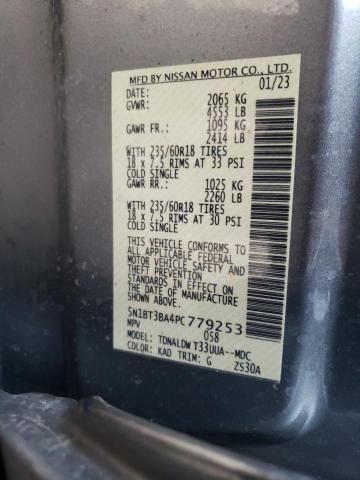 MFD BY NISSAN MOTOR CO., LTD.
01/23
DATE:
GVWR: 2065 KG
4553 LB
GAWR FR.: 1095 KG
2414 LB
WITH 235/60R18 TIRES
18 x 7.5 RIMS AT 33 PSI
COLD SINGLE
GAWR RR.: 1025 KG
2260 LB
WITH 235/60R18 TIRES
18 x 7.5 RIMS AT 30 PSI
COLD SINGLE
THIS VEHICLE CONFORMS TO
ALL APPLICABLE FEDERAL
MOTOR VEHICLE SAFETY AND
THEFT PREVENTION
STANDARDS IN EFFECT ON
THE DATE OF MANUFACTURE
SHOWN ABOVE.
5N1BT3BA4PC779253
MPV 058
MODEL: TDNALDW T33UUA--MDC
COLOR: KAD TRIM: G ZS30A